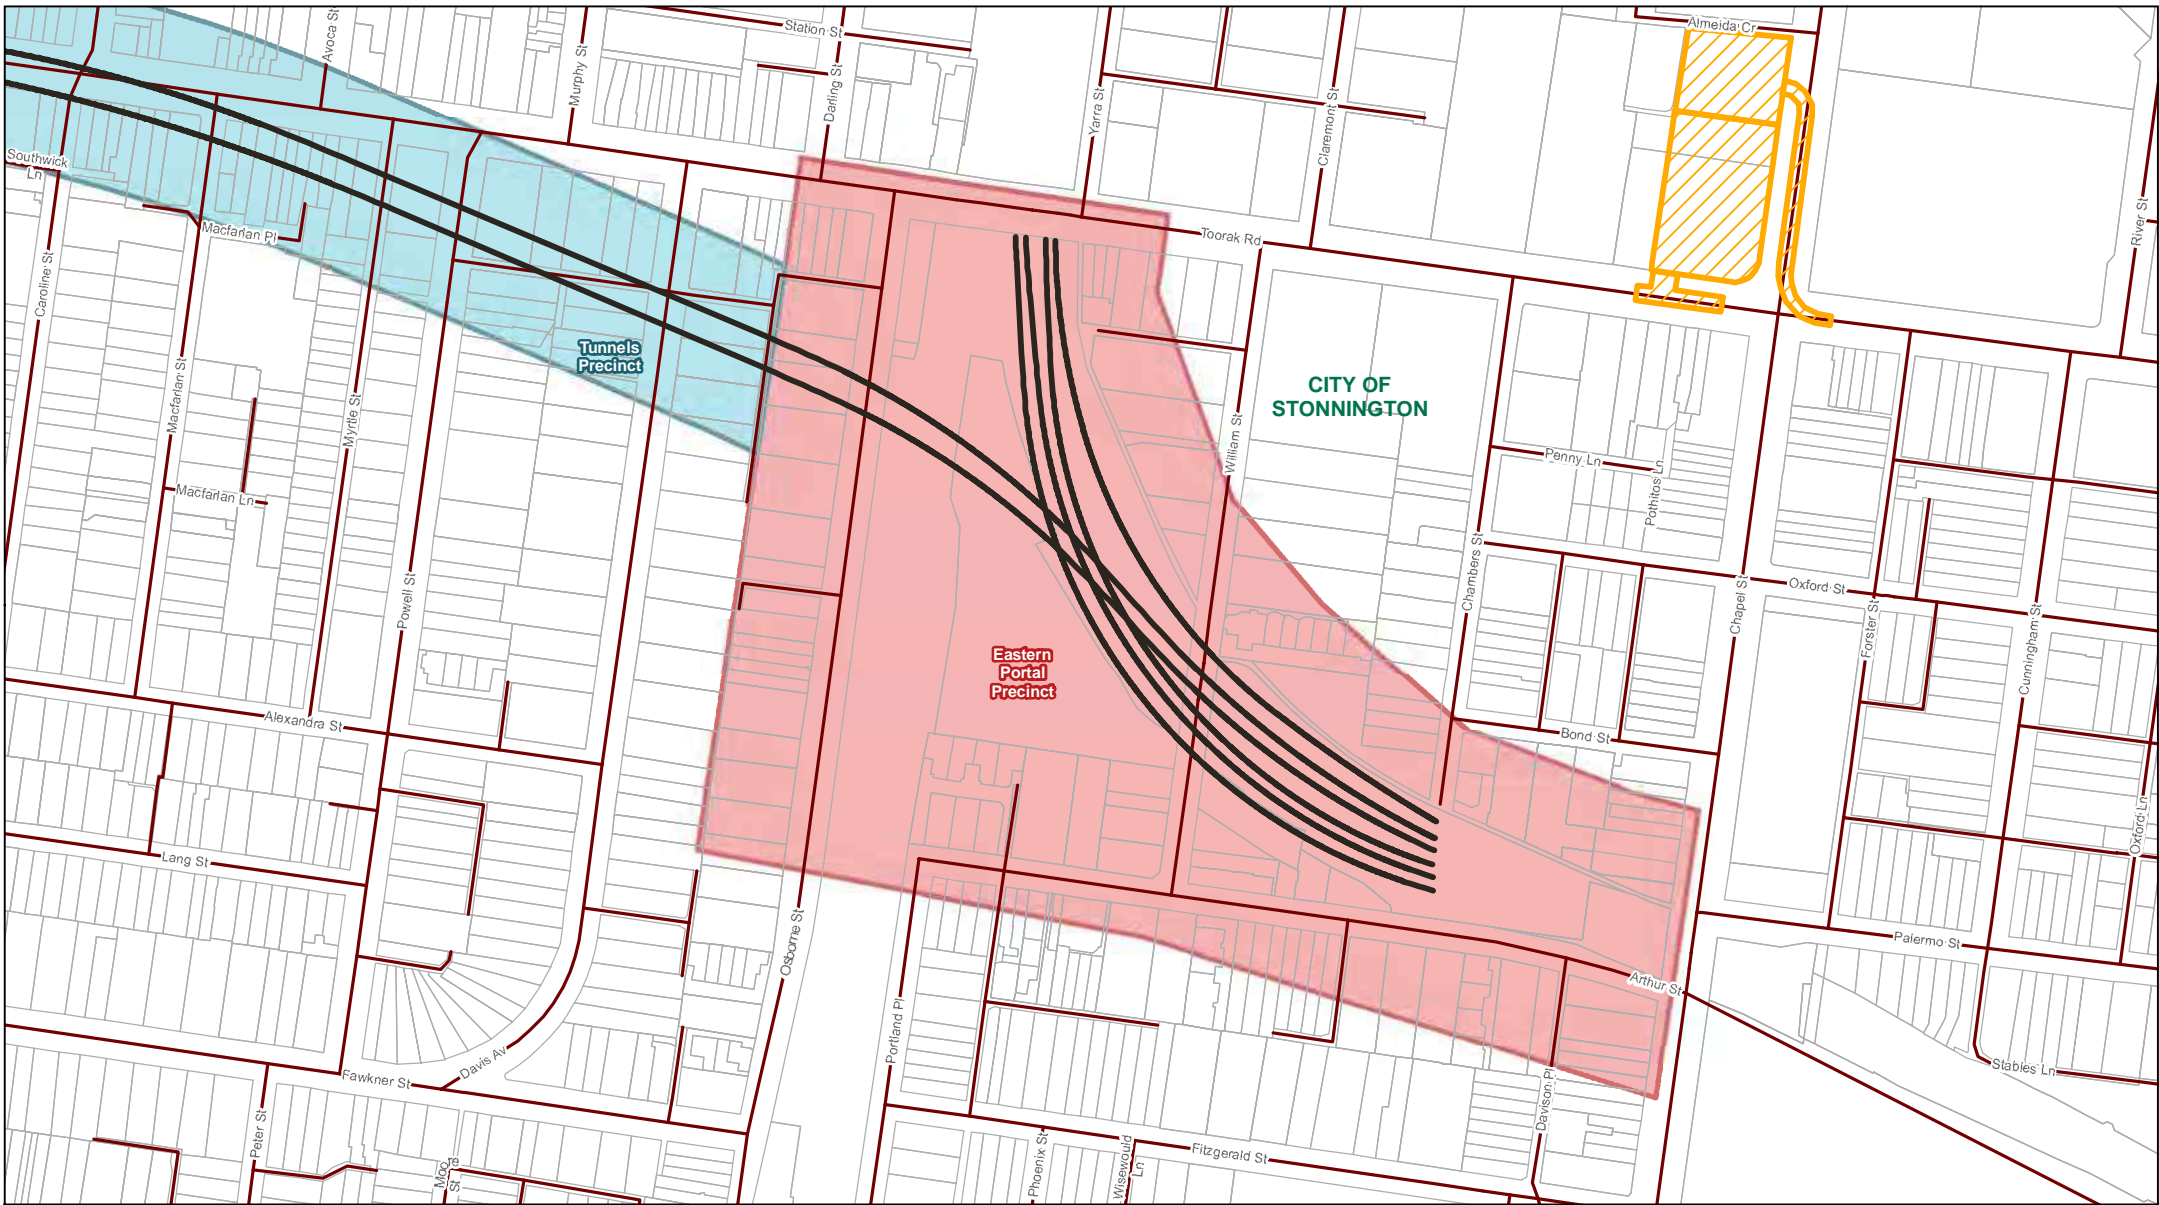 Almeida Cr
Station St
Avoca St
Murphy St
Darling St
Yarra St
Claremont St
River St
Southwick
Ln
Macfarlan Pl
Toorak Rd
Caroline St
Tunnels
Precinct
CITY OF
STONNINGTON
Macfarlan St
Myrtle St
William St
Penny Ln
Pothitos Ln
Macfarlan Ln
Powell St
Chambers St
Oxford St
Chapel St
Forster St
Cunningham St
Eastern
Portal
Precinct
Alexandra St
Bond St
Oxford Ln
Lang St
Osborne St
Palermo St
Arthur St
Portland Pl
Davis Av
Fawkner St
Stables Ln
Davison Pl
Peter St
Moore
St
Phoenix St
Wisewould
Ln
Fitzgerald St